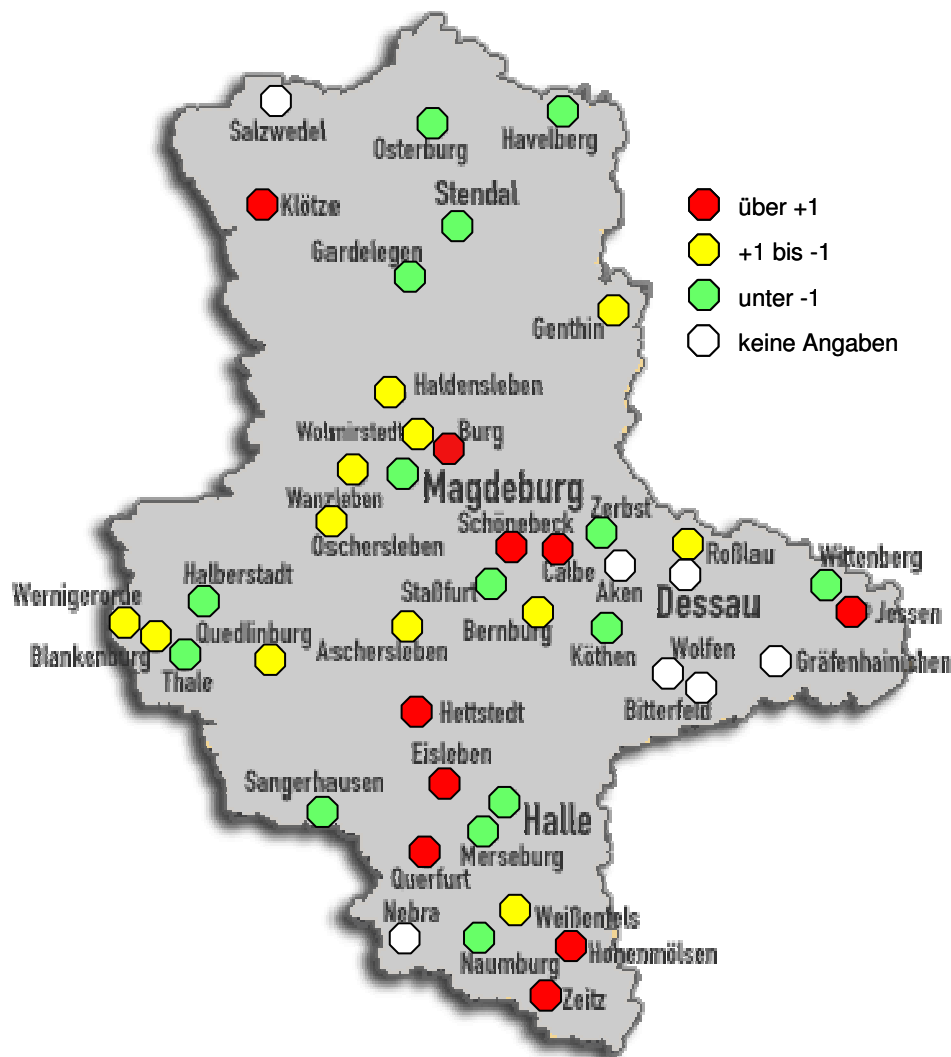 Salzwedel
Osterburg
Havelberg
Klötze
Stendal
über +1
+1 bis -1
unter -1
keine Angaben
Gardelegen
Genthin
Haldensleben
Wolmirstedt
Burg
Wanzleben
Magdeburg
Oschersleben
Schönebeck
Zerbst
Calbe
Aken
Roßlau
Dessau
Wittenberg
Jessen
Halberstadt
Wernigerorde
Blankenburg
Quedlinburg
Thale
Aschersleben
Staßfurt
Bernburg
Köthen
Wolfen
Bitterfeld
Gräfenhainichen
Hettstedt
Eisleben
Sangerhausen
Halle
Merseburg
Querfurt
Nebra
Weißenfels
Naumburg
Hohenmölsen
Zeitz